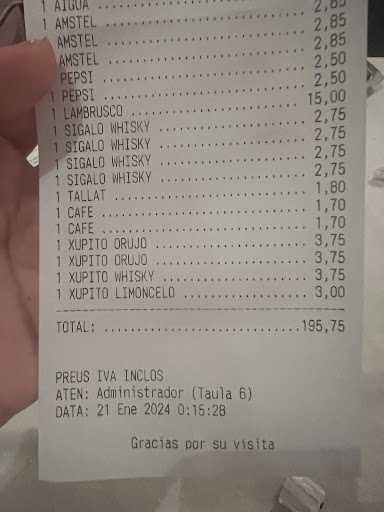 1 AIGUA
1 AMSTEL .................... 2,85
AMSTEL .................... 2,85
AMSTEL .................... 2,85
PEPSI .................... 2,50
1 PEPSI .................... 2,50
1 LAMBRUSCO .................... 15,00
1 SIGALO WHISKY .................... 2,75
1 SIGALO WHISKY .................... 2,75
1 SIGALO WHISKY .................... 2,75
1 SIGALO WHISKY .................... 2,75
1 TALLAT .................... 1,80
1 CAFE .................... 1,70
1 CAFE .................... 1,70
1 XUPITO ORUJO .................... 3,75
1 XUPITO ORUJO .................... 3,75
1 XUPITO WHISKY .................... 3,75
1 XUPITO LIMONCELO .................... 3,00
TOTAL: ............................195,75
PREUS IVA INCLOS
ATEN: Administrador (Taula 6)
DATA: 21 Ene 2024 0:15:28
Gracias por su visita